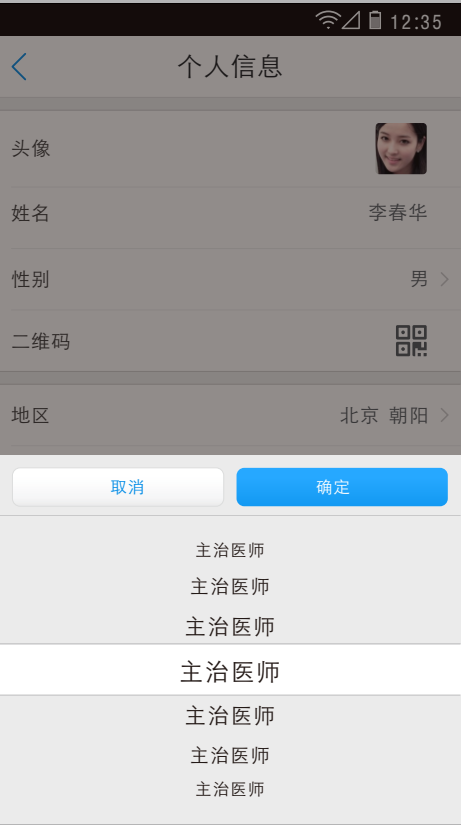 12:35
个人信息
头像
姓名 李春华
性别 男
二维码
地区 北京 朝阳
取消 确定
主治医师
主治医师
主治医师
主治医师
主治医师
主治医师
主治医师